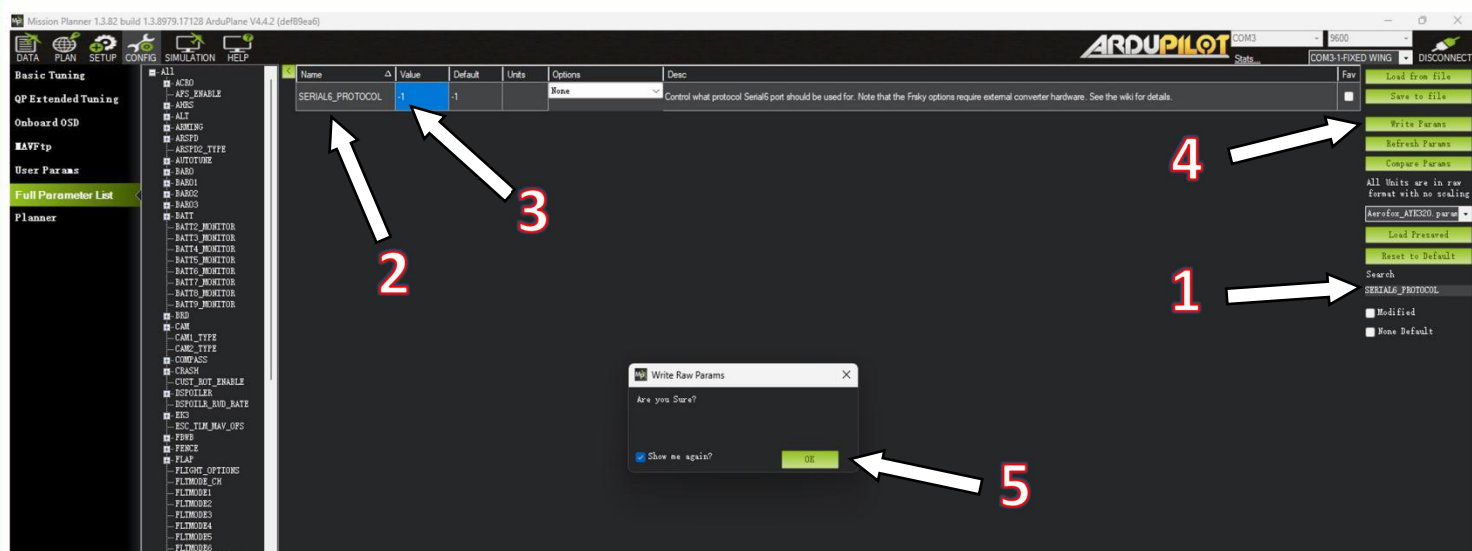 Mission Planner 1.3.82 build 1.3.8979.17128 ArduPlane V4.4.2 (def89ea6)
DATA PLAN SETUP CONFIG SIMULATION HELP
ARDUPILOT
COM3
9600
Stats...
COM3-1-FIXED WING
DISCONNECT
Basic Tuning
QP Extended Tuning
Onboard OSD
MAVFtp
User Params
Full Parameter List
Planner
All
ACRO
AFS_ENABLE
AHRS
ALT
ARMING
ARSPD
ARSPD2_TYPE
AUTOTUNE
BARO
BARO1
BARO2
BARO3
BATT
BATT2_MONITOR
BATT3_MONITOR
BATT4_MONITOR
BATT5_MONITOR
BATT6_MONITOR
BATT7_MONITOR
BATT8_MONITOR
BATT9_MONITOR
BRD
CAM
CAM1_TYPE
CAM2_TYPE
COMPASS
CRASH
CUST_ROT_ENABLE
DSPOILER
DSPOILR_RUD_RATE
EK3
ESC_TLM_MAV_OFS
FBWB
FENCE
FLAP
FLIGHT_OPTIONS
FLTMODE_CH
FLTMODE1
FLTMODE2
FLTMODE3
FLTMODE4
FLTMODE5
FLTMODE6
Name Value Default Units Options Desc Fav
SERIAL6_PROTOCOL -1 -1 None Control what protocol Serial6 port should be used for. Note that the Frsky options require external converter hardware. See the wiki for details.
2
3
4
1
5
Write Raw Params
Are you Sure?
Show me again?
OK
Load from file
Save to file
Write Params
Refresh Params
Compare Params
All Units are in raw
format with no scaling
Aerofox_AYK320.param
Load Presaved
Reset to Default
Search
SERIAL6_PROTOCOL
Modified
None Default